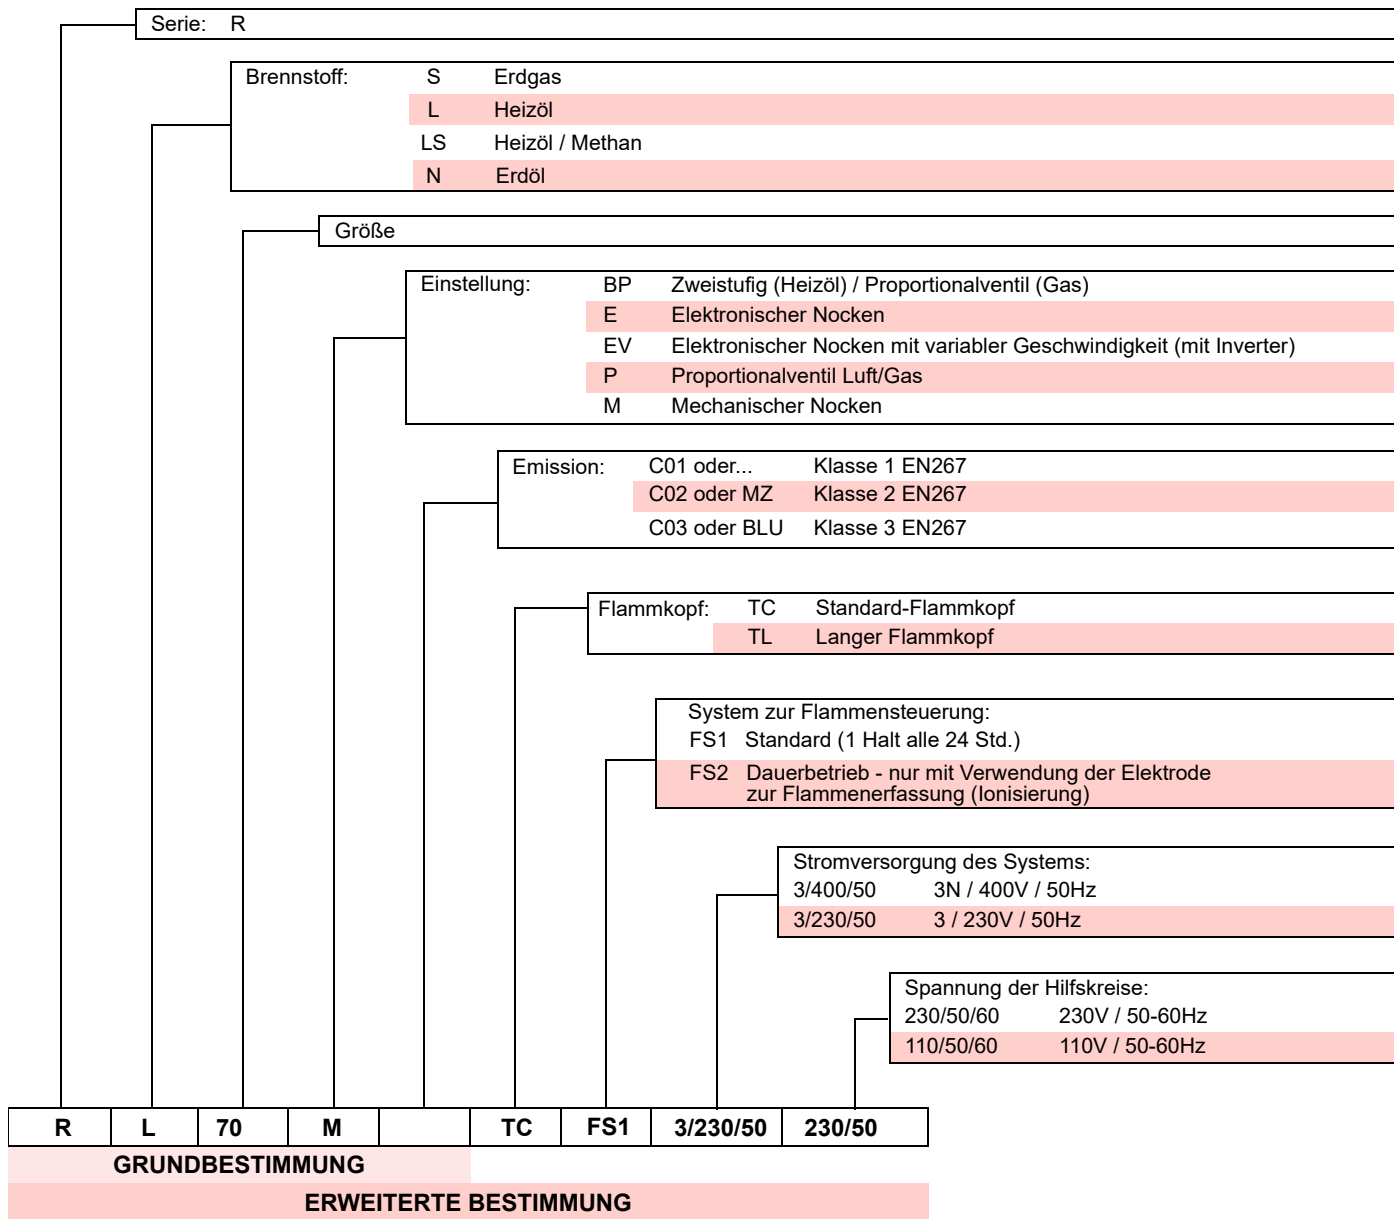 Serie: R
Brennstoff: S Erdgas
L Heizöl
LS Heizöl / Methan
N Erdöl
Größe
Einstellung: BP Zweistufig (Heizöl) / Proportionalventil (Gas)
E Elektronischer Nocken
EV Elektronischer Nocken mit variabler Geschwindigkeit (mit Inverter)
P Proportionalventil Luft/Gas
M Mechanischer Nocken
Emission: C01 oder... Klasse 1 EN267
C02 oder MZ Klasse 2 EN267
C03 oder BLU Klasse 3 EN267
Flammkopf: TC Standard-Flammkopf
TL Langer Flammkopf
System zur Flammensteuerung:
FS1 Standard (1 Halt alle 24 Std.)
FS2 Dauerbetrieb - nur mit Verwendung der Elektrode
zur Flammenerfassung (Ionisierung)
Stromversorgung des Systems:
3/400/50 3N / 400V / 50Hz
3/230/50 3 / 230V / 50Hz
Spannung der Hilfskreise:
230/50/60 230V / 50-60Hz
110/50/60 110V / 50-60Hz
R L 70 M TC FS1 3/230/50 230/50
GRUNDBESTIMMUNG
ERWEITERTE BESTIMMUNG